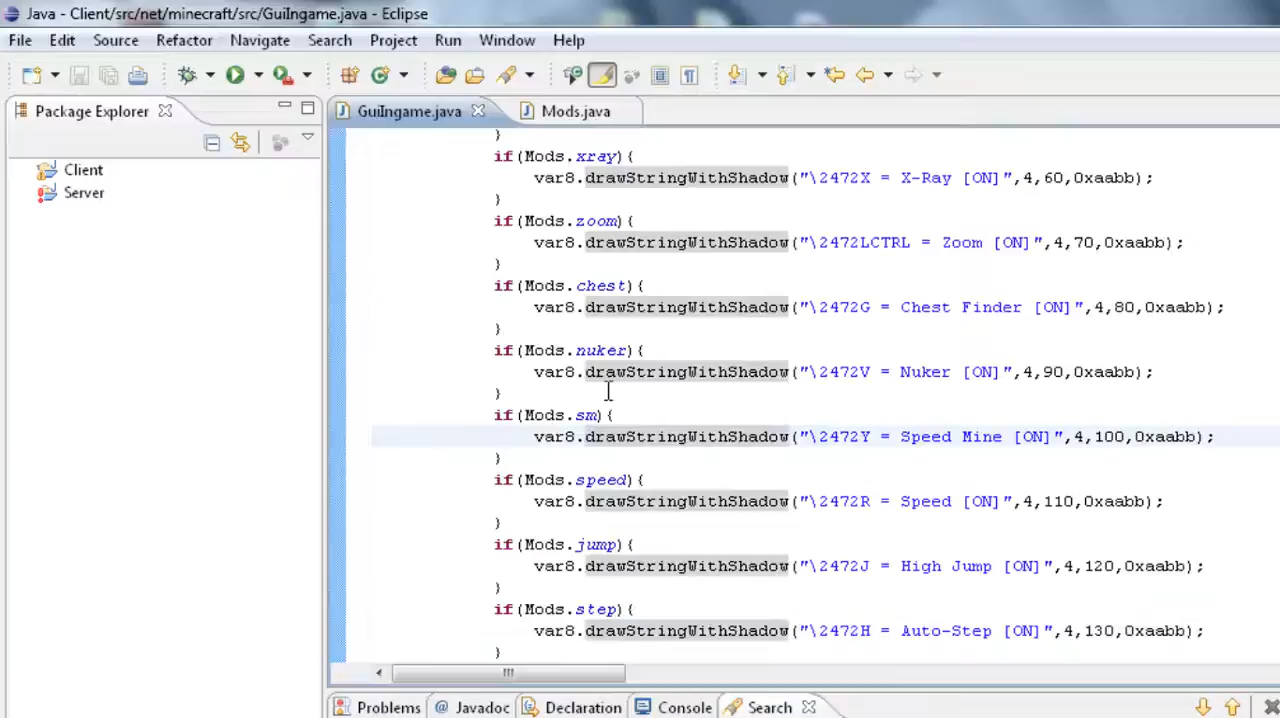 Java - Client/src/net/minecraft/src/GuiIngame.java - Eclipse
File Edit Source Refactor Navigate Search Project Run Window Help
Package Explorer
GuiIngame.java Mods.java
Client
Server
}
if(Mods.xray){
var8.drawStringWithShadow("\2472X = X-Ray [ON]",4,60,0xaabb);
}
if(Mods.zoom){
var8.drawStringWithShadow("\2472LCTRL = Zoom [ON]",4,70,0xaabb);
}
if(Mods.chest){
var8.drawStringWithShadow("\2472G = Chest Finder [ON]",4,80,0xaabb);
}
if(Mods.nuker){
var8.drawStringWithShadow("\2472V = Nuker [ON]",4,90,0xaabb);
}
if(Mods.sm){
var8.drawStringWithShadow("\2472Y = Speed Mine [ON]",4,100,0xaabb);
}
if(Mods.speed){
var8.drawStringWithShadow("\2472R = Speed [ON]",4,110,0xaabb);
}
if(Mods.jump){
var8.drawStringWithShadow("\2472J = High Jump [ON]",4,120,0xaabb);
}
if(Mods.step){
var8.drawStringWithShadow("\2472H = Auto-Step [ON]",4,130,0xaabb);
}
Problems @ Javadoc Declaration Console Search